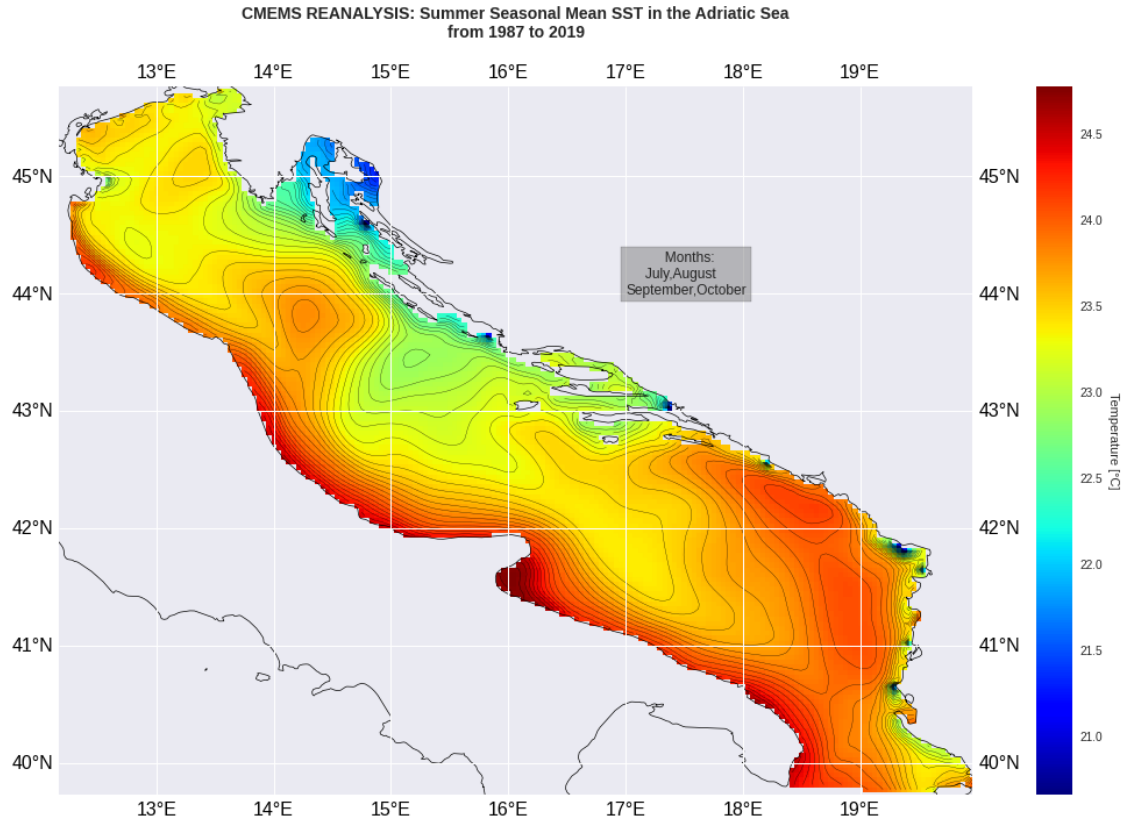 CMEMS REANALYSIS: Summer Seasonal Mean SST in the Adriatic Sea
from 1987 to 2019
13°E 14°E 15°E 16°E 17°E 18°E 19°E
45°N
44°N
43°N
42°N
41°N
40°N
Months:
July,August
September,October
45°N
44°N
43°N
42°N
41°N
40°N
13°E 14°E 15°E 16°E 17°E 18°E 19°E
24.5
24.0
23.5
23.0
22.5
22.0
21.5
21.0
Temperature [°C]